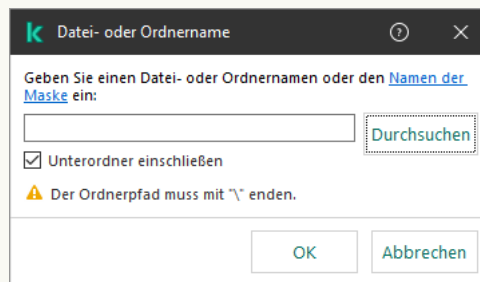 Datei- oder Ordnername
Geben Sie einen Datei- oder Ordnernamen oder den Namen der
Maske ein:
Durchsuchen
Unterordner einschließen
Der Ordnerpfad muss mit "\" enden.
OK Abbrechen